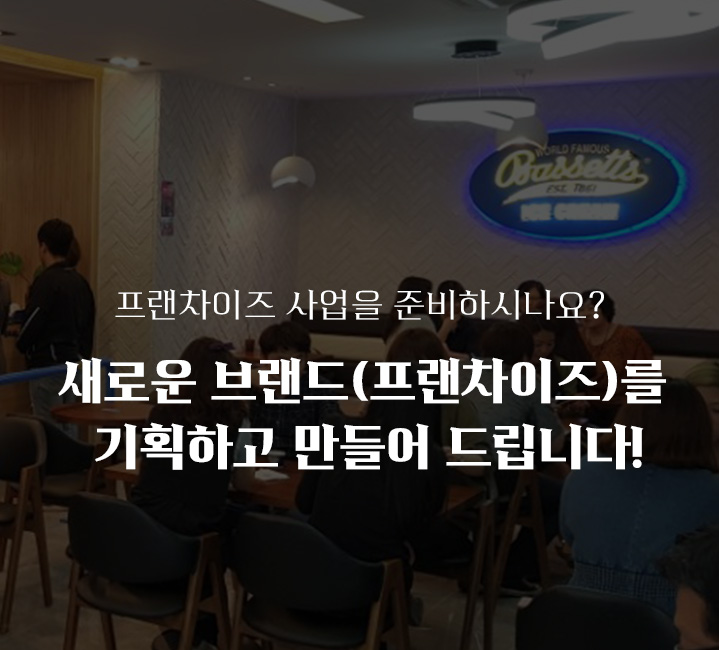 WORLD FAMOUS
Bassetts
EST. 1861
ICE CREAM
프랜차이즈 사업을 준비하시나요?
새로운 브랜드(프랜차이즈)를
기획하고 만들어 드립니다!